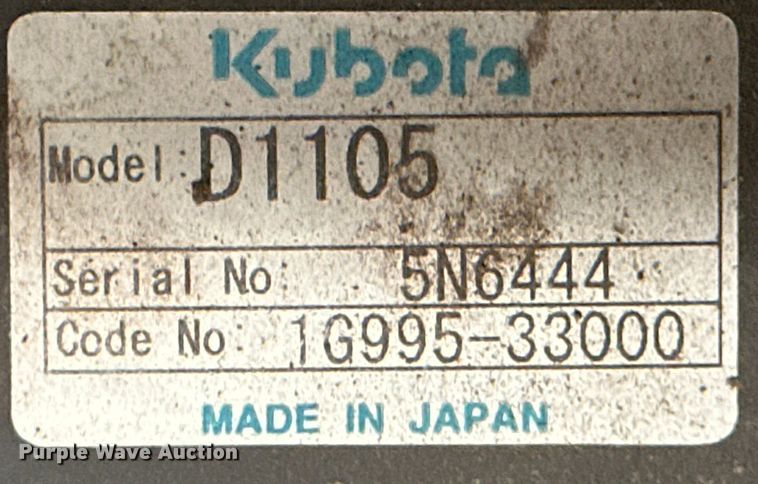 Kubota
Model: D1105
Serial No: 5N6444
Code No: 1G995-33000
MADE IN JAPAN
Purple Wave Auction